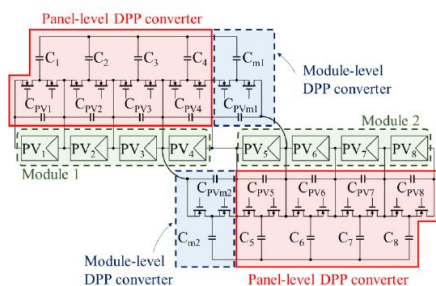 Panel-level DPP converter
C1 C2 C3 C4 Cm1
Module-level
DPP converter
CPV1 CPV2 CPV3 CPV4 CPVm1
Module 2
PV1 PV2 PV3 PV4 PV5 PV6 PV7 PV8
Module 1
CPVm2 CPV5 CPV6 CPV7 CPV8
Cm2 C5 C6 C7 C8
Module-level
DPP converter
Panel-level DPP converter